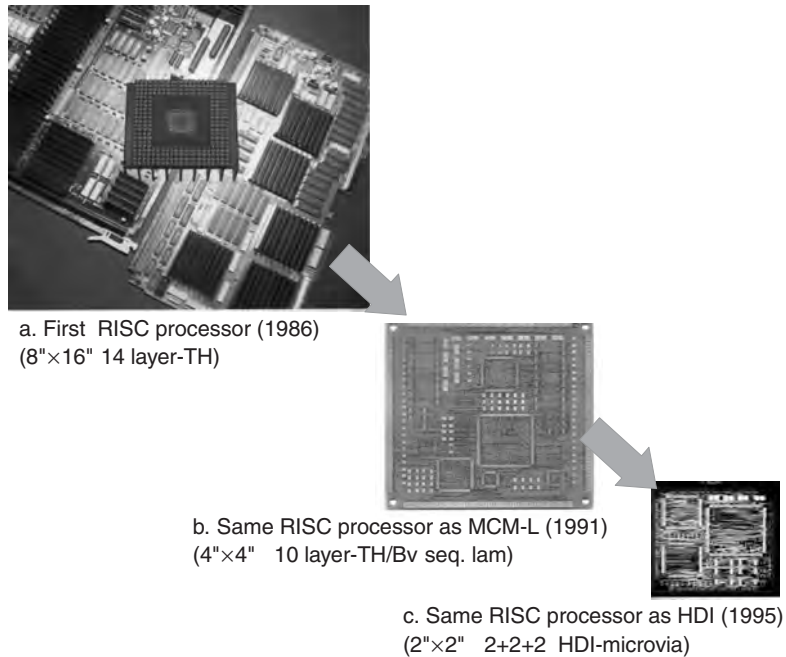 a. First RISC processor (1986)
(8"×16" 14 layer-TH)
b. Same RISC processor as MCM-L (1991)
(4"×4" 10 layer-TH/Bv seq. lam)
c. Same RISC processor as HDI (1995)
(2"×2" 2+2+2 HDI-microvia)